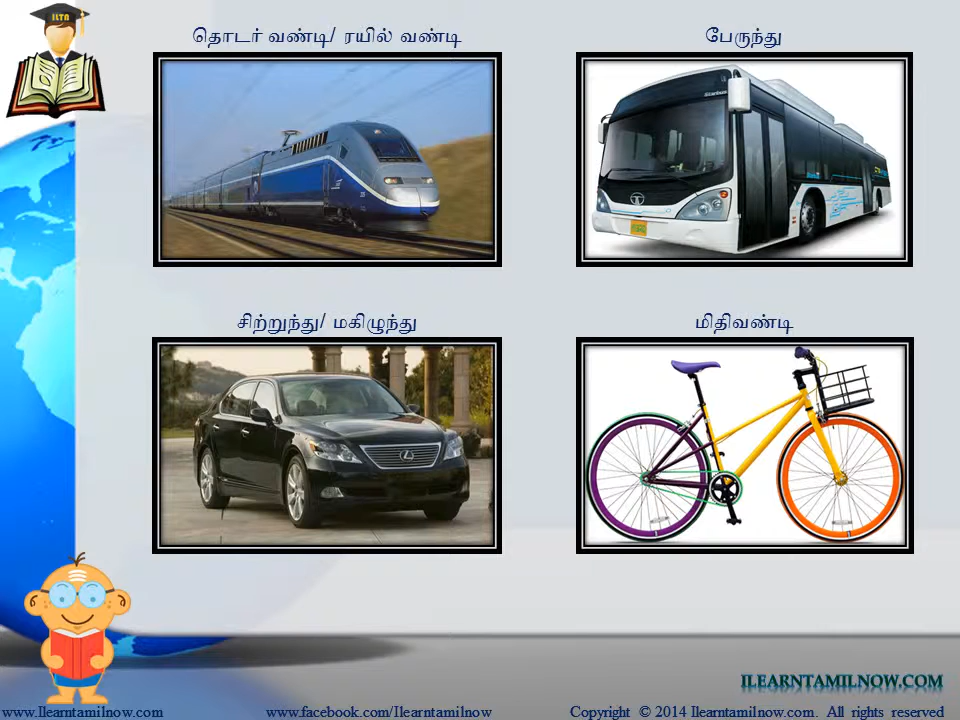 ILTA
தொடர் வண்டி/ ரயில் வண்டி
பேருந்து
Starbus
சிற்றுந்து/ மகிழுந்து
மிதிவண்டி
ILEARNTAMILNOW.COM
www.Ilearntamilnow.com www.facebook.com/Ilearntamilnow Copyright © 2014 Ilearntamilnow.com. All rights reserved